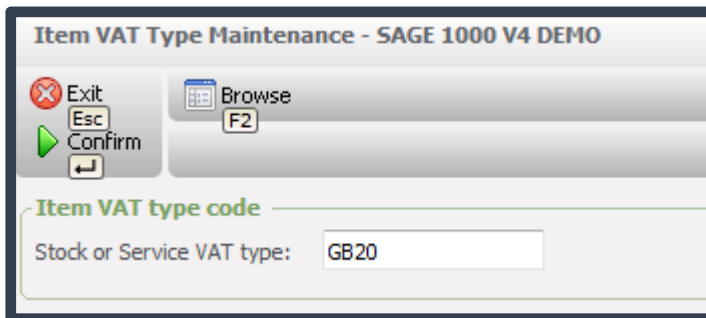 Item VAT Type Maintenance - SAGE 1000 V4 DEMO
Exit
Esc
Browse
F2
Confirm
↵
Item VAT type code
Stock or Service VAT type: GB20